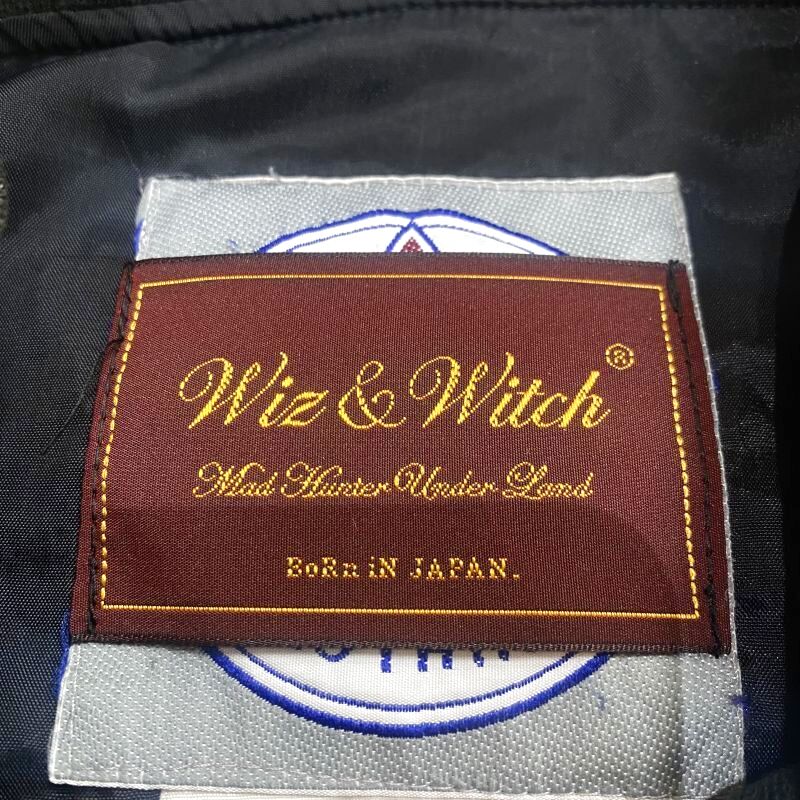 Wiz & Witch®
Mad Hunter Under Land
BoRn iN JAPAN.